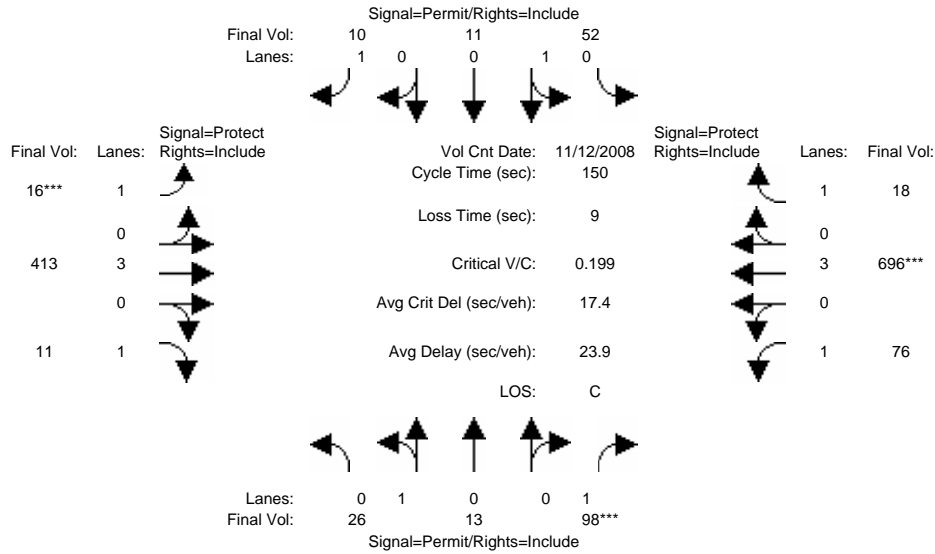 Signal=Permit/Rights=Include
Final Vol: 10 11 52
Lanes: 1 0 0 1 0
Signal=Protect Signal=Protect
Final Vol: Lanes: Rights=Include Vol Cnt Date: 11/12/2008 Rights=Include Lanes: Final Vol:
Cycle Time (sec): 150
16*** 1 1 18
Loss Time (sec): 9
0 0
413 3 Critical V/C: 0.199 3 696***
0 Avg Crit Del (sec/veh): 17.4 0
11 1 Avg Delay (sec/veh): 23.9 1 76
LOS: C
Lanes: 0 1 0 0 1
Final Vol: 26 13 98***
Signal=Permit/Rights=Include